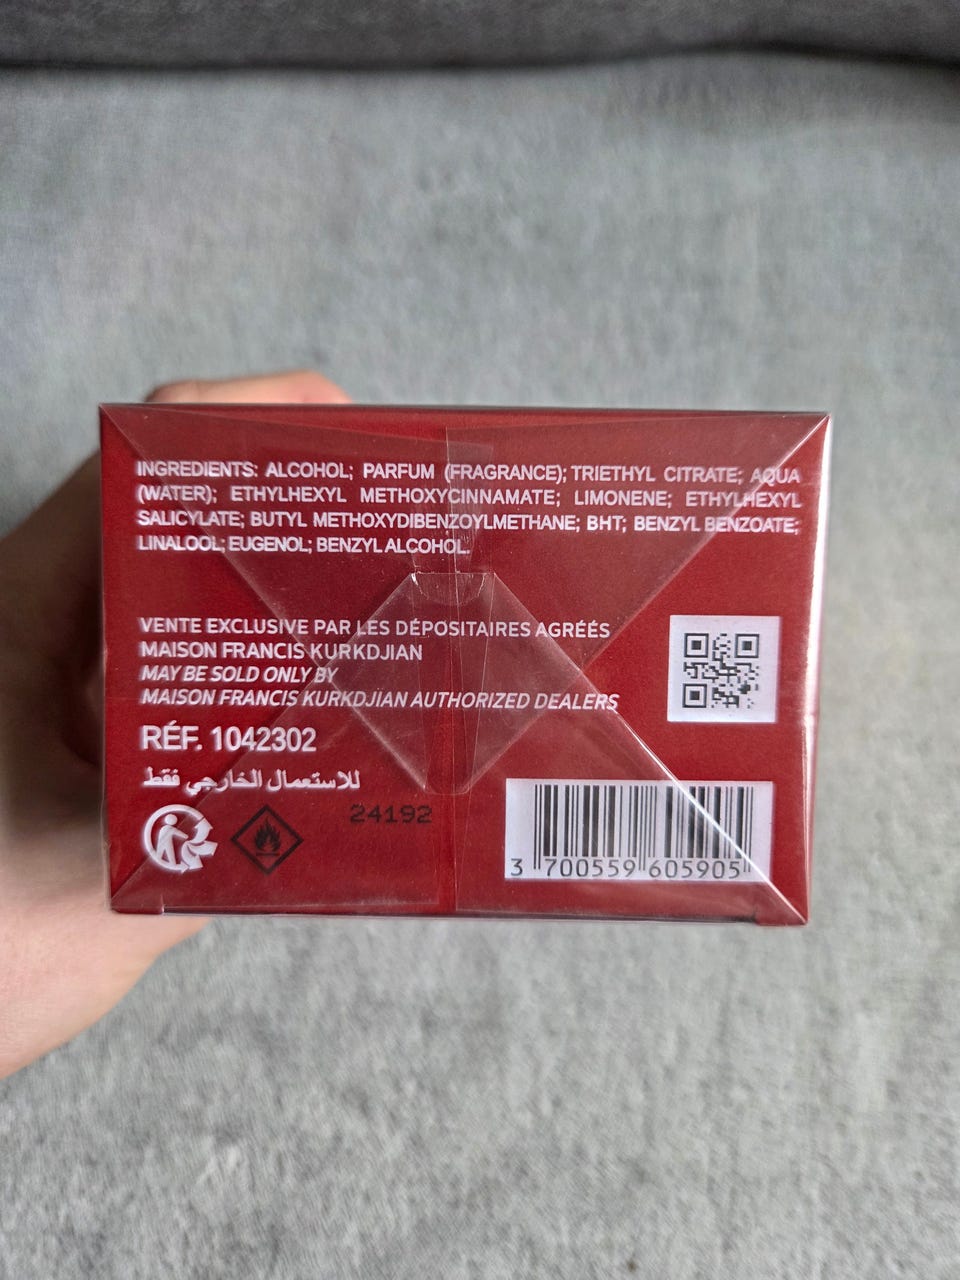 INGREDIENTS: ALCOHOL; PARFUM (FRAGRANCE); TRIETHYL CITRATE; AQUA
(WATER); ETHYLHEXYL METHOXYCINNAMATE; LIMONENE; ETHYLHEXYL
SALICYLATE; BUTYL METHOXYDIBENZOYLMETHANE; BHT; BENZYL BENZOATE;
LINALOOL; EUGENOL; BENZYL ALCOHOL.
VENTE EXCLUSIVE PAR LES DÉPOSITAIRES AGRÉÉS
MAISON FRANCIS KURKDJIAN
MAY BE SOLD ONLY BY
MAISON FRANCIS KURKDJIAN AUTHORIZED DEALERS
RÉF. 1042302
للاستعمال الخارجي فقط
24192
3 700559 605905